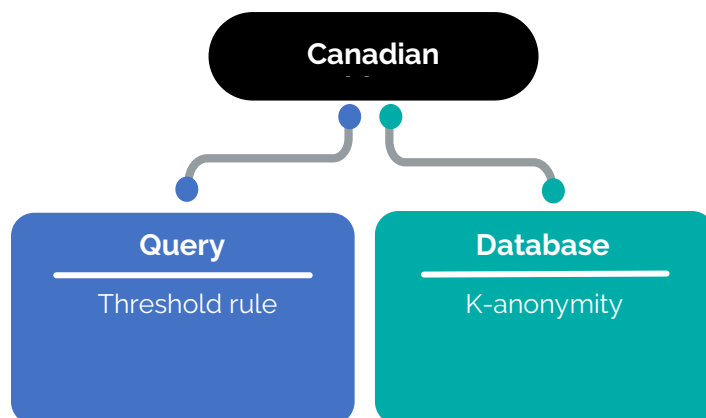 Canadian
Query
Threshold rule
Database
K-anonymity